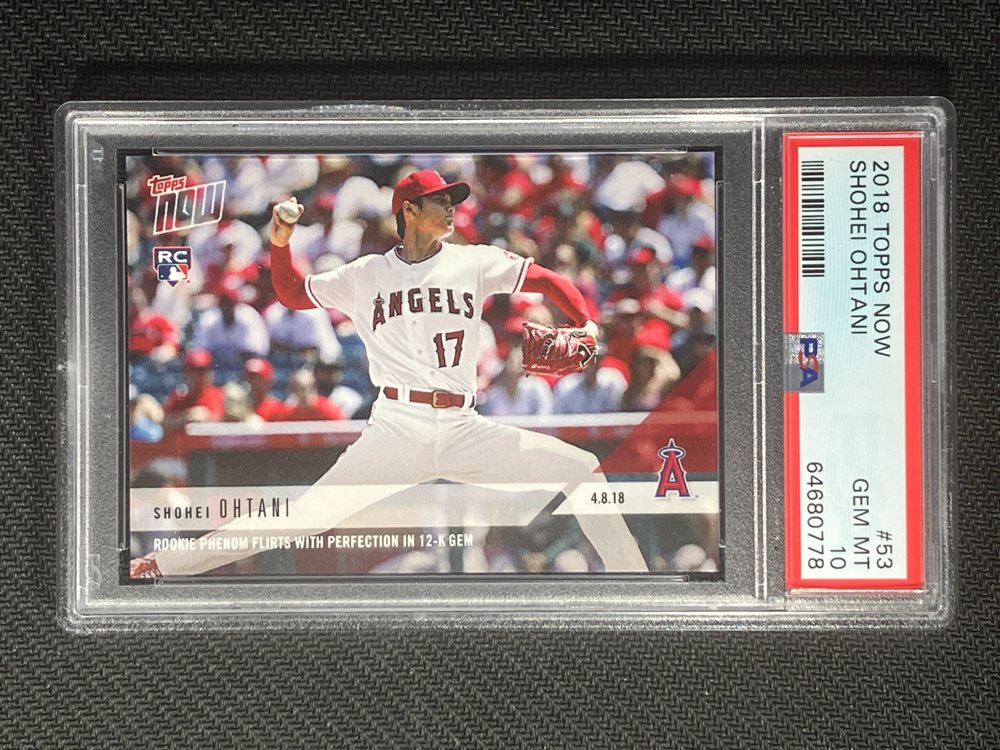 TOPPS
NOW
RC
ANGELS
17
A
4.8.18
SHOHEI OHTANI
ROOKIE PHENOM FLIRTS WITH PERFECTION IN 12-K GEM
2018 TOPPS NOW
SHOHEI OHTANI
PSA
#53
GEM MT
10
64680778